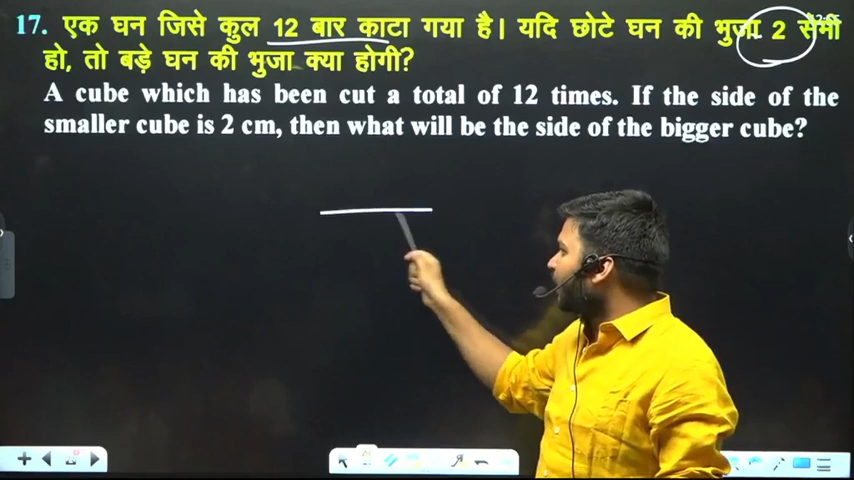 17. एक घन जिसे कुल 12 बार काटा गया है। यदि छोटे घन की भुजा 2 सेमी
हो, तो बड़े घन की भुजा क्या होगी?
A cube which has been cut a total of 12 times. If the side of the
smaller cube is 2 cm, then what will be the side of the bigger cube?